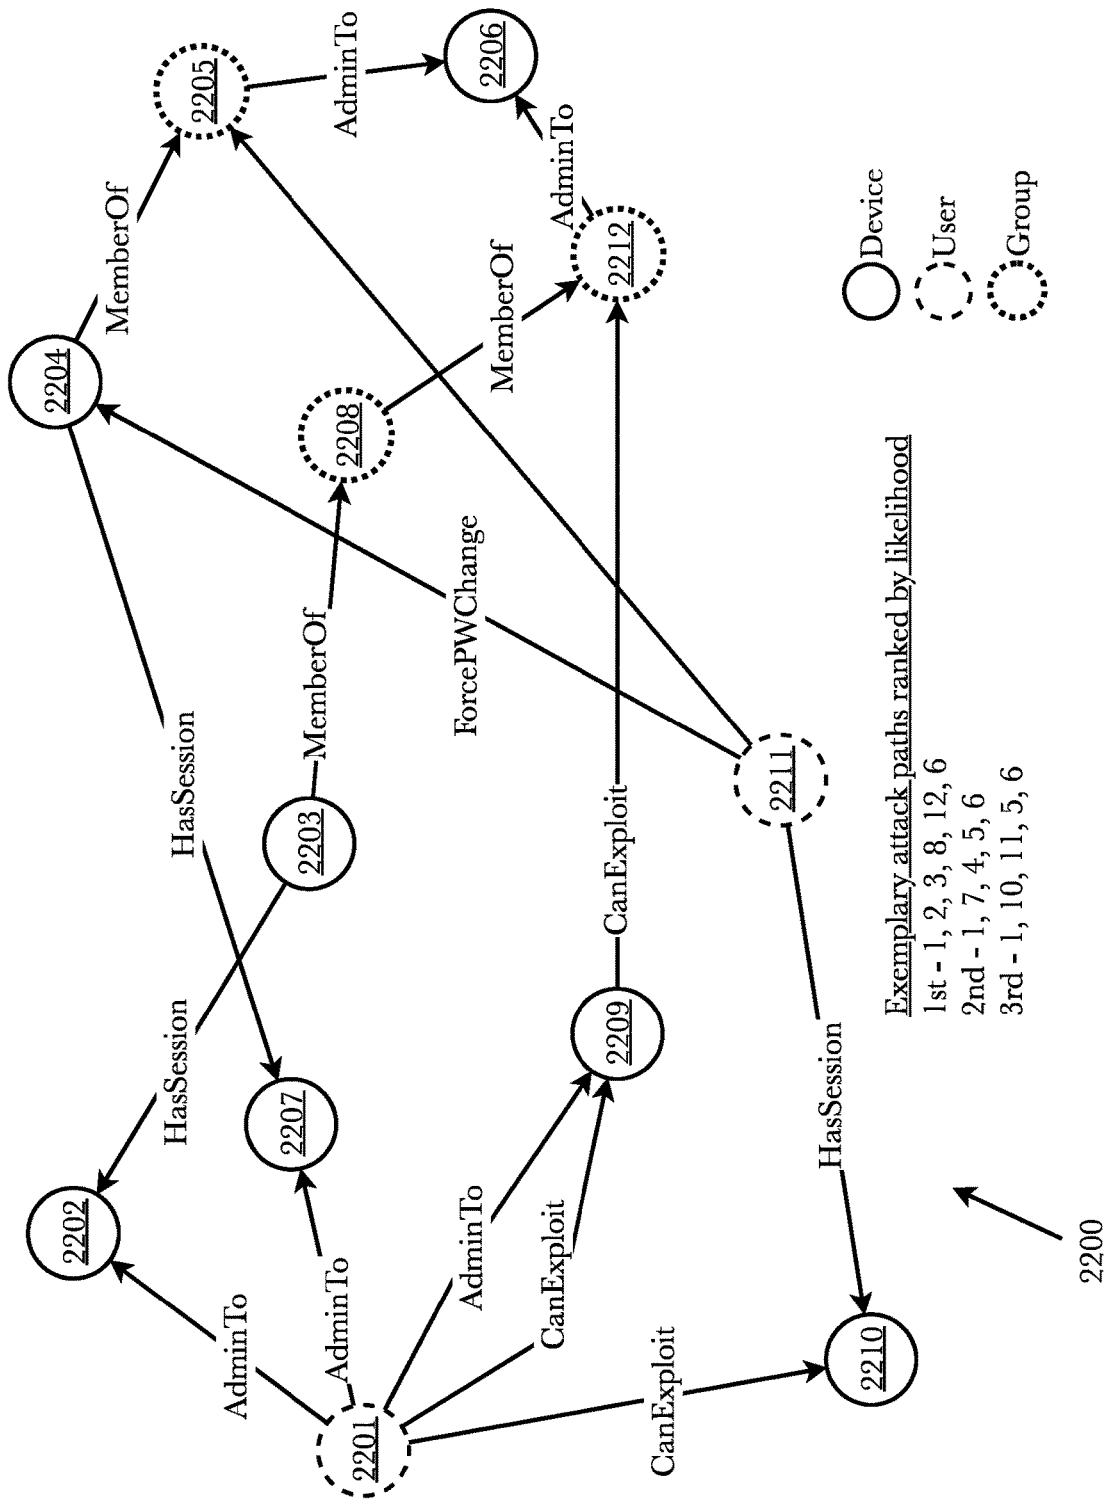 2202
2204
HasSession
MemberOf
AdminTo
2207
HasSession
2205
2203
MemberOf
2208
AdminTo
2201
AdminTo
2206
ForcePWChange
MemberOf
AdminTo
AdminTo
CanExploit
2209
CanExploit
2212
CanExploit
2211
2210
HasSession
Device
User
Group
Exemplary attack paths ranked by likelihood
1st - 1, 2, 3, 8, 12, 6
2nd - 1, 7, 4, 5, 6
3rd - 1, 10, 11, 5, 6
2200